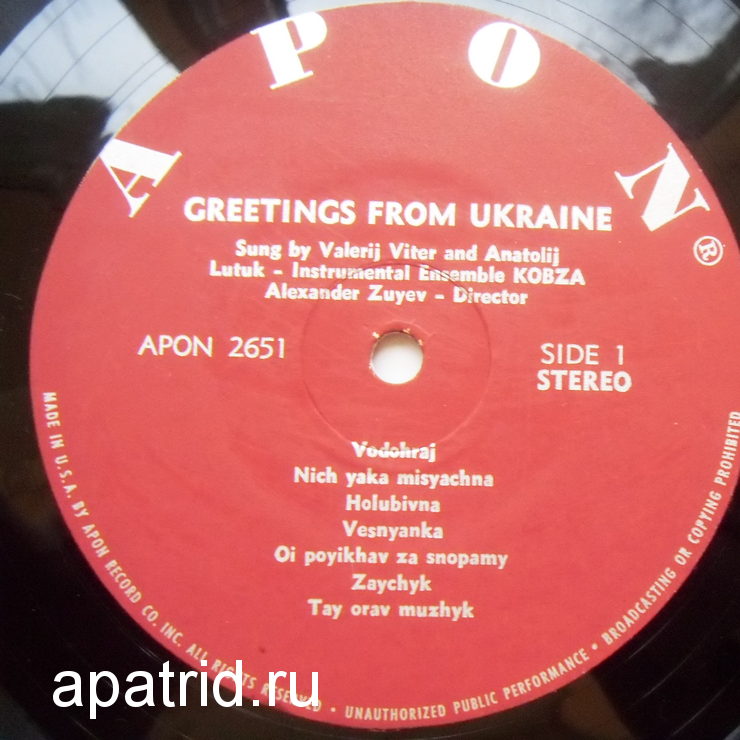 APON®
GREETINGS FROM UKRAINE
Sung by Valerij Viter and Anatolij
Lutuk - Instrumental Ensemble KOBZA
Alexander Zuyev - Director
APON 2651
SIDE 1
STEREO
Vodohraj
Nich yaka misyachna
Holubivna
Vesnyanka
Oi poyikhav za snopamy
Zaychyk
Tay orav muzhyk
MADE IN U.S.A. BY APON RECORD CO. INC. ALL RIGHTS RESERVED • UNAUTHORIZED PUBLIC PERFORMANCE • BROADCASTING OR COPYING PROHIBITED
apatrid.ru